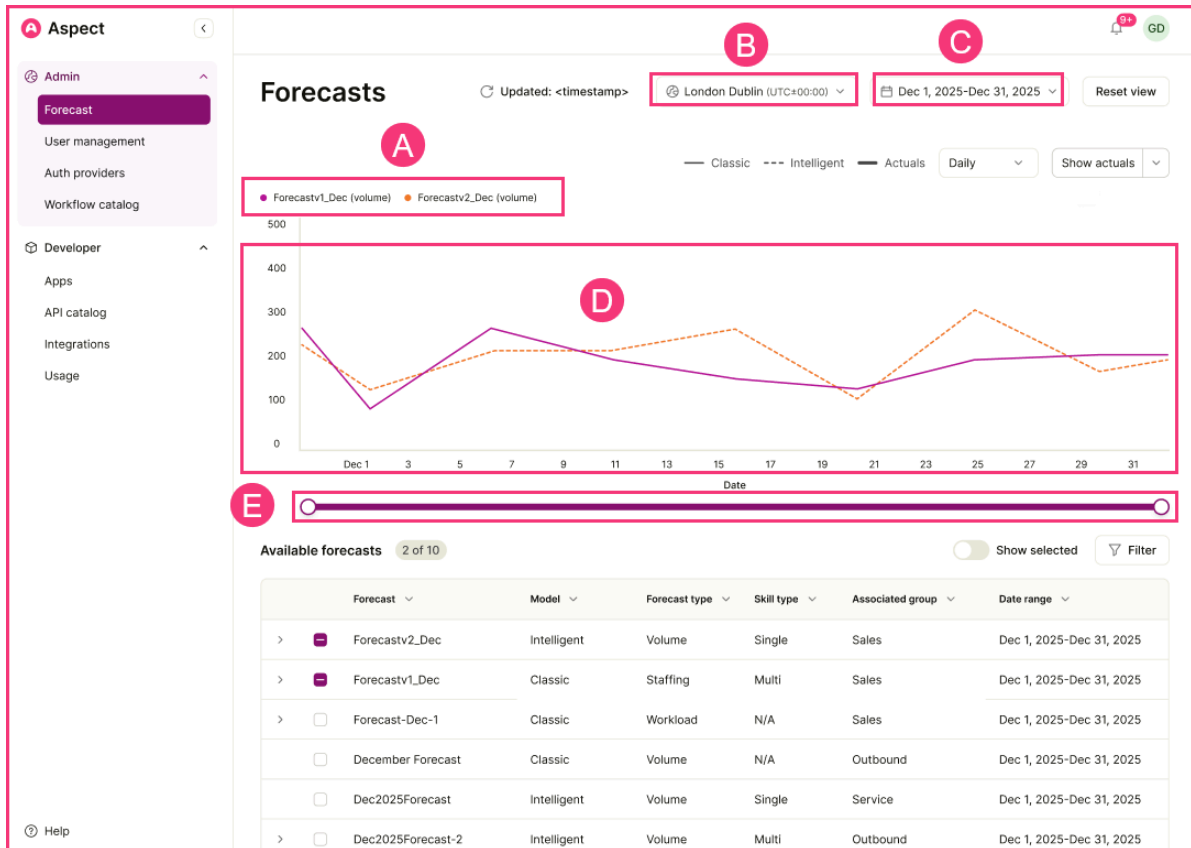 Aspect
Admin
Forecast
User management
Auth providers
Workflow catalog
Developer
Apps
API catalog
Integrations
Usage
Help
9+
GD
B
C
Forecasts
Updated: <timestamp>
London Dublin (UTC±00:00)
Dec 1, 2025-Dec 31, 2025
Reset view
A
Classic
Intelligent
Actuals
Daily
Show actuals
Forecastv1_Dec (volume)
Forecastv2_Dec (volume)
500
400
300
200
100
0
D
Dec 1 3 5 7 9 11 13 15 17 19 21 23 25 27 29 31
Date
E
Available forecasts 2 of 10
Show selected
Filter
Forecast Model Forecast type Skill type Associated group Date range
Forecastv2_Dec Intelligent Volume Single Sales Dec 1, 2025-Dec 31, 2025
Forecastv1_Dec Classic Staffing Multi Sales Dec 1, 2025-Dec 31, 2025
Forecast-Dec-1 Classic Workload N/A Sales Dec 1, 2025-Dec 31, 2025
December Forecast Classic Volume N/A Outbound Dec 1, 2025-Dec 31, 2025
Dec2025Forecast Intelligent Volume Single Service Dec 1, 2025-Dec 31, 2025
Dec2025Forecast-2 Intelligent Volume Multi Outbound Dec 1, 2025-Dec 31, 2025